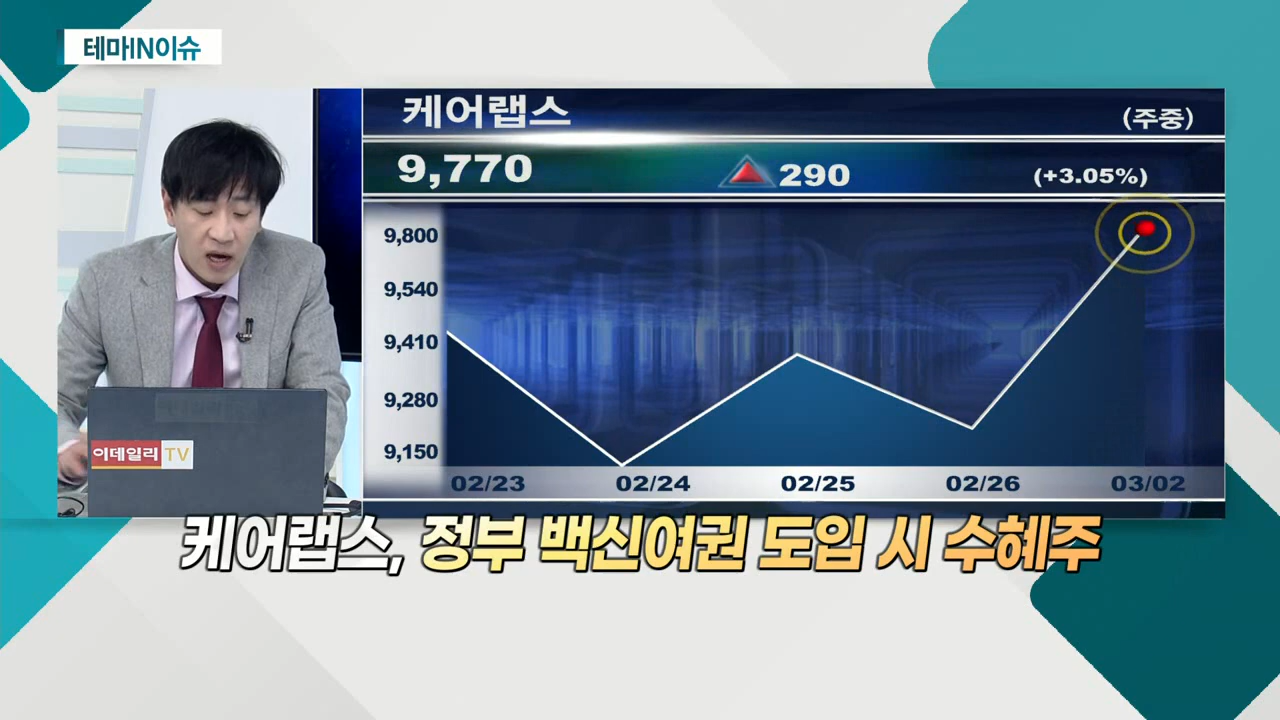 테마IN이슈
케어랩스 (주중)
9,770 290 (+3.05%)
9,800
9,540
9,410
9,280
9,150
02/23 02/24 02/25 02/26 03/02
이데일리 TV
케어랩스, 정부 백신여권 도입 시 수혜주